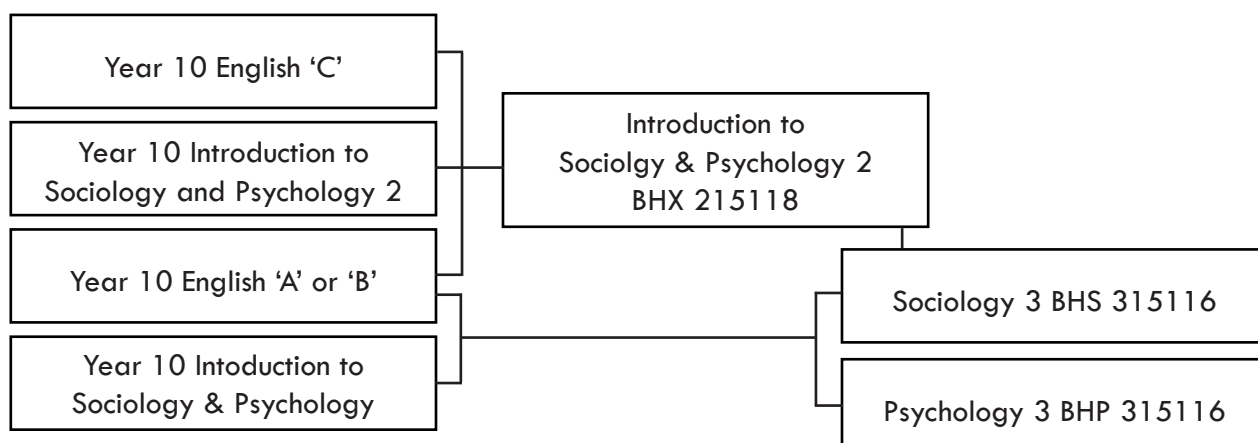 Year 10 English ‘C’
Year 10 Introduction to
Sociology and Psychology 2
Year 10 English ‘A’ or ‘B’
Year 10 Intoduction to
Sociology & Psychology
Introduction to
Sociolgy & Psychology 2
BHX 215118
Sociology 3 BHS 315116
Psychology 3 BHP 315116